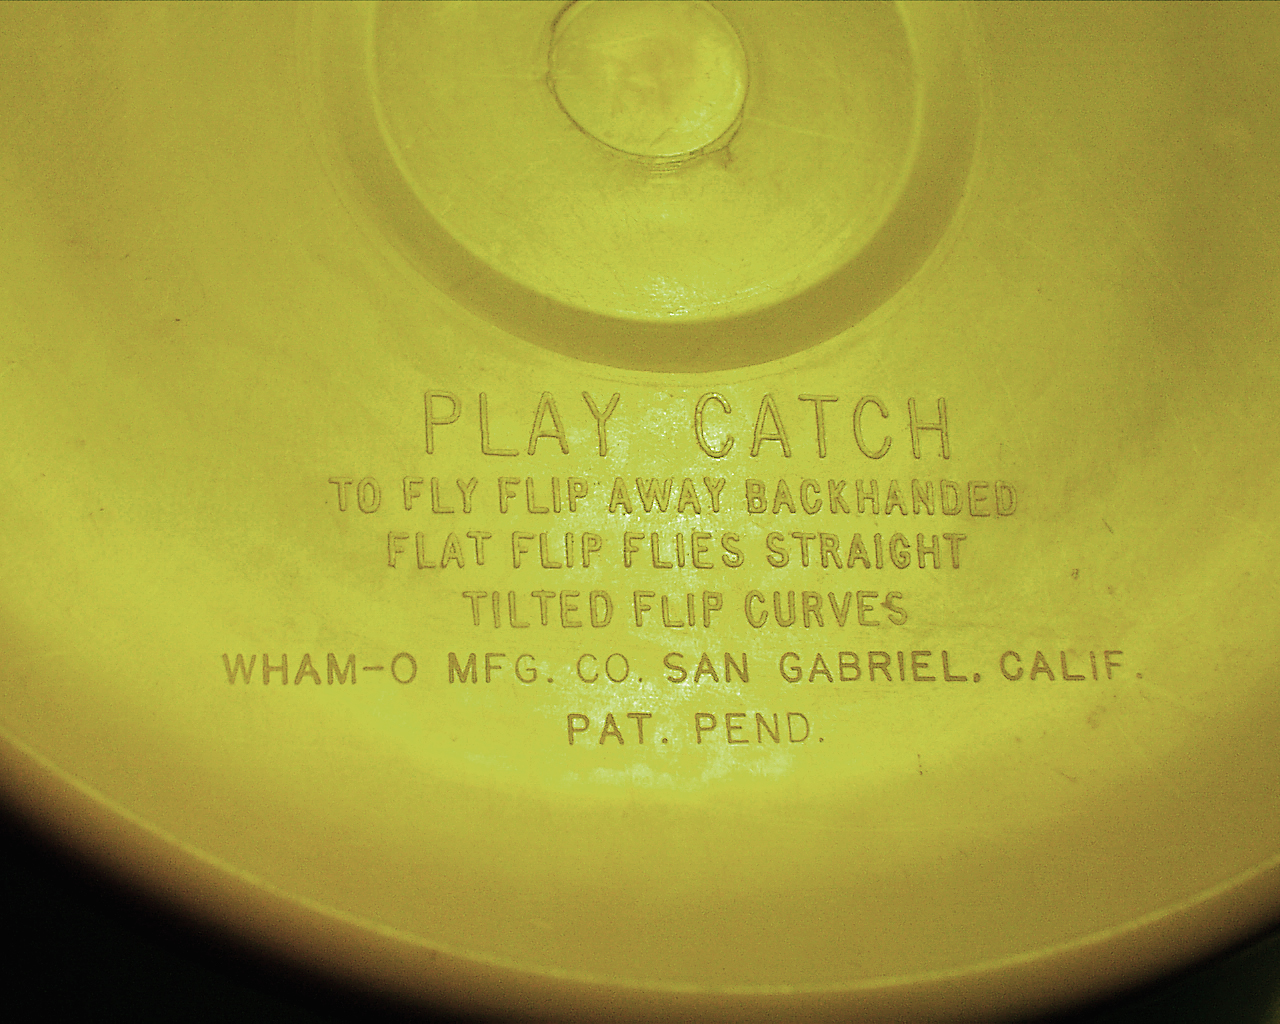 PLAY CATCH
TO FLY FLIP AWAY BACKHANDED
FLAT FLIP FLIES STRAIGHT
TILTED FLIP CURVES
WHAM-O MFG. CO. SAN GABRIEL, CALIF.
PAT. PEND.